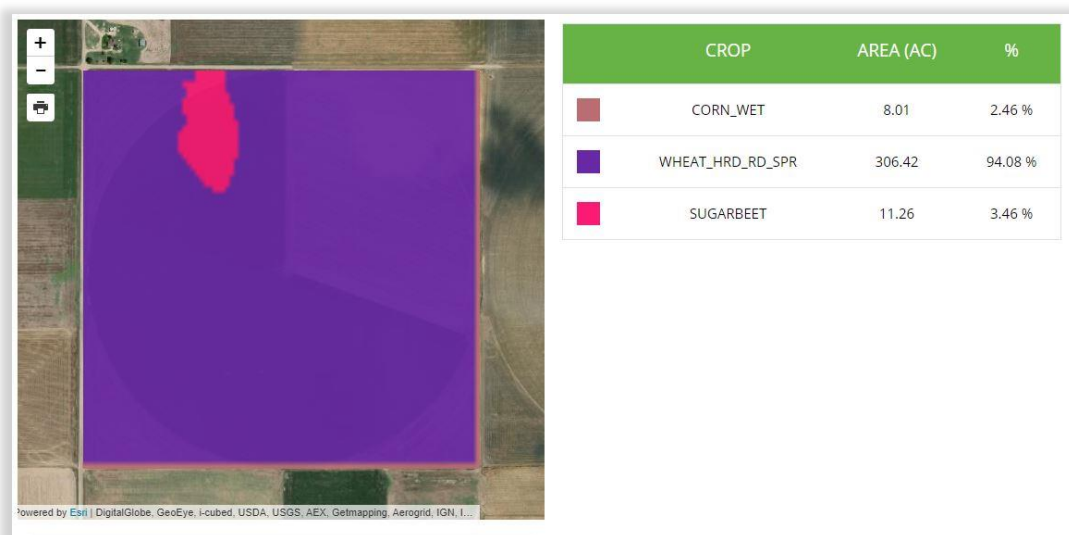 +
−
CROP AREA (AC) %
CORN_WET 8.01 2.46 %
WHEAT_HRD_RD_SPR 306.42 94.08 %
SUGARBEET 11.26 3.46 %
Powered by Esri | DigitalGlobe, GeoEye, i-cubed, USDA, USGS, AEX, Getmapping, Aerogrid, IGN, I...